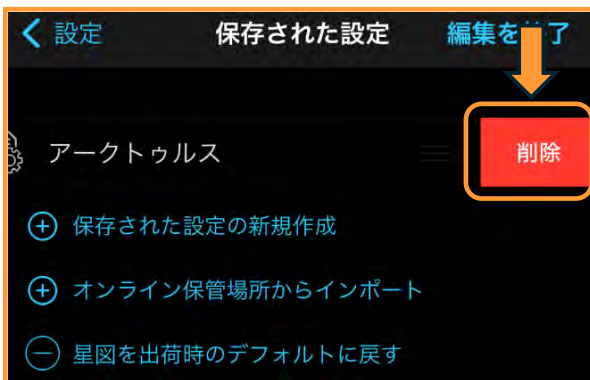 設定 保存された設定 編集を
アークトゥルス 削除
保存された設定の新規作成
オンライン保管場所からインポート
星図を出荷時のデフォルトに戻す